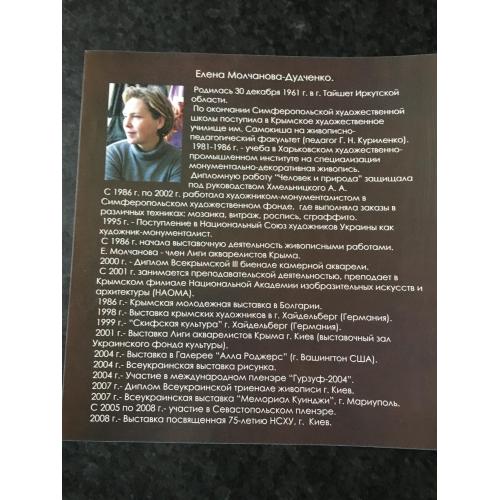 Елена Молчанова-Дудченко.
Родилась 30 декабря 1961 г. в г. Тайшет Иркутской
области.
По окончании Симферопольской художественной
школы поступила в Крымское художественное
училище им. Самокиша на живописно-
педагогический факультет (педагог Г. Н. Куриленко).
1981-1986г. - учеба в Харьковском художественно-
промышленном институте на специализации
монументально-декоративная живопись.
Дипломную работу "Человек и природа" защищала
под руководством Хмельницкого А. А.
С 1986 г. по 2002 г. работала художником-монументалистом в
Симферопольском художественном фонде, где выполняла заказы в
различных техниках: мозаика, витраж, роспись, сграффито.
1995 г. - Поступление в Национальный Союз художников Украины как
художник-монументалист.
С 1986 г. начала выставочную деятельность живописными работами.
Е. Молчанова - член Лиги акварелистов Крыма.
2000 г. - Диплом Всекрымской III биенале камерной акварели.
С 2001 г. занимается преподавательской деятельностью, преподает в
Крымском филиале Национальной Академии изобразительных искусств и
архитектуры (НАОМА).
1986 г.- Крымская молодежная выставка в Болгарии.
1998 г.- Выставка крымских художников в г. Хайдельберг (Германия).
1999 г.- "Скифская культура" г. Хайдельберг (Германия).
2001 г.- Выставка Лиги акварелистов Крыма г. Киев (выставочный зал
Украинского фонда культуры).
2004 г.- Выставка в Галерее "Алла Роджерс" (г. Вашингтон США).
2004 г.- Всеукраинская выставка рисунка.
2004 г.- Участие в международном пленэре "Гурзуф-2004".
2007 г.- Диплом Всеукраинской триенале живописи г. Киев.
2007 г.- Всеукраинская выставка "Мемориал Куинджи", г. Мариуполь.
С 2005 по 2008 г.- участие в Севастопольском пленэре.
2008 г.- Выставка посвященная 75-летию НСХУ, г. Киев.